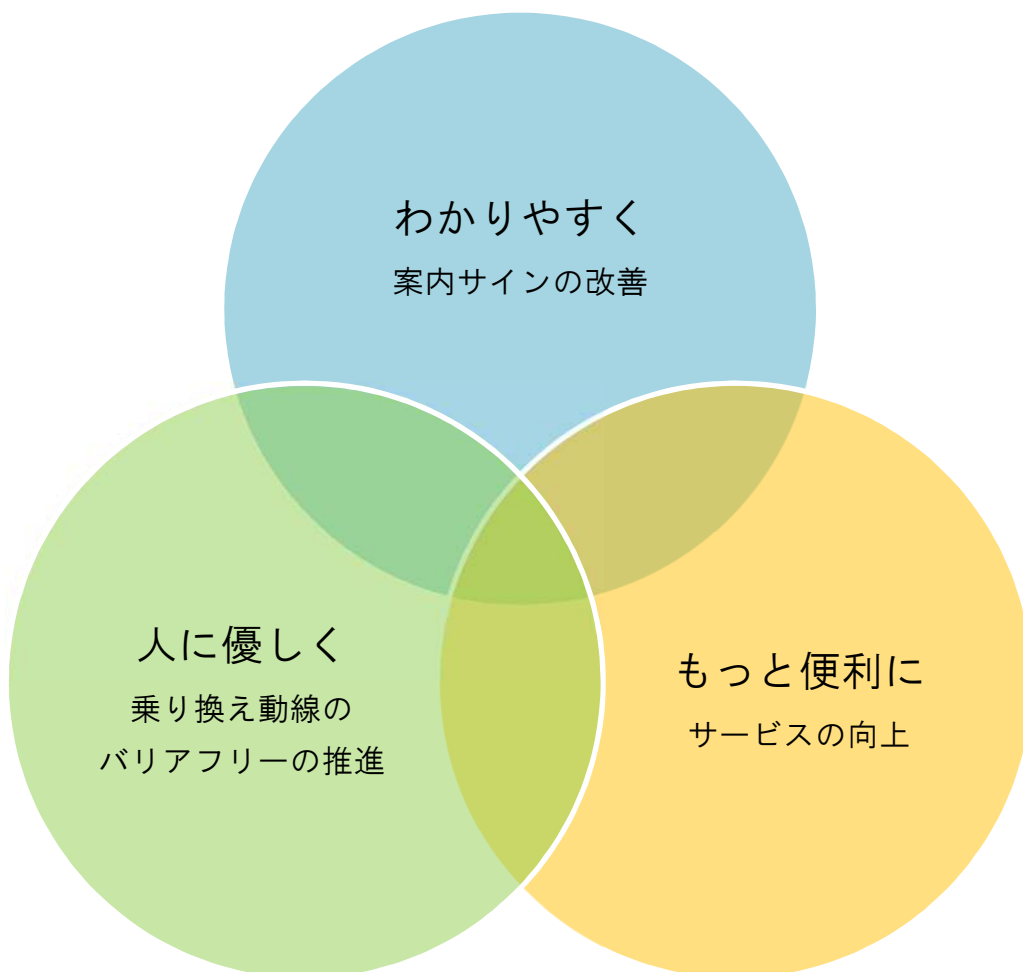 わかりやすく
案内サインの改善
人に優しく
乗り換え動線の
バリアフリーの推進
もっと便利に
サービスの向上